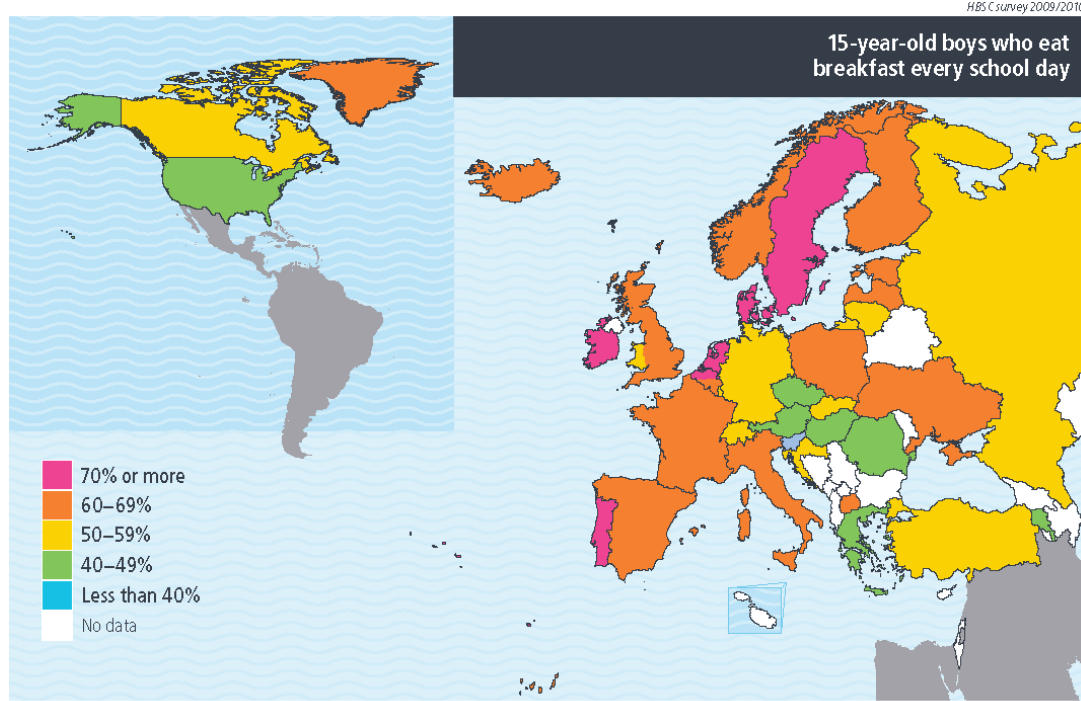 HBSC survey 2009/2010
15-year-old boys who eat
breakfast every school day
70% or more
60–69%
50–59%
40–49%
Less than 40%
No data